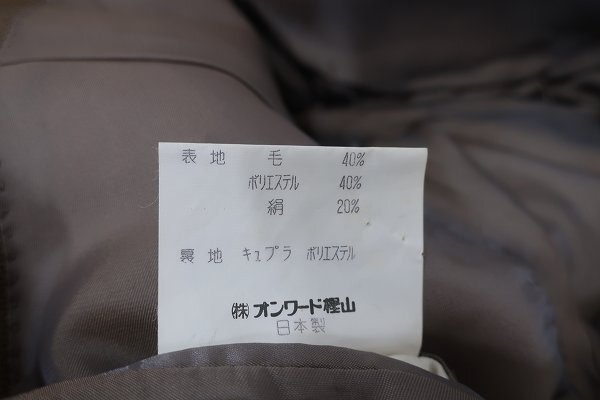 表地 毛 40%
ポリエステル 40%
絹 20%
裏地 キュプラ ポリエステル
(株)オンワード樫山
日本製